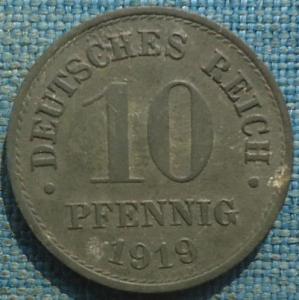 • DEUTSCHES REICH •
10
PFENNIG
1919